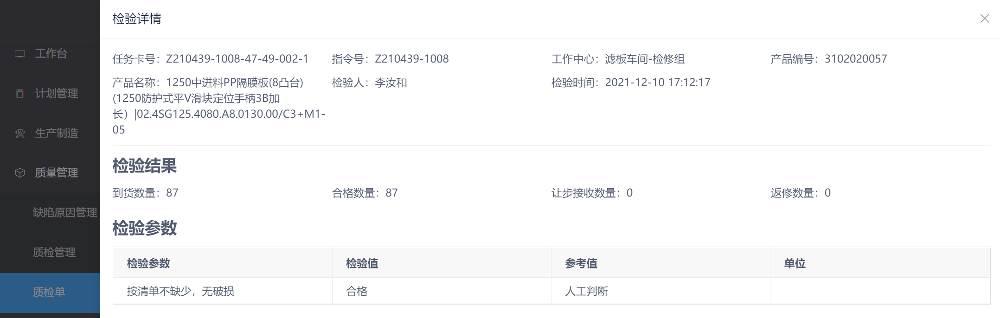 检验详情
工作台
计划管理
生产制造
质量管理
缺陷原因管理
质检管理
质检单
任务卡号：Z210439-1008-47-49-002-1
指令号：Z210439-1008
工作中心：滤板车间-检修组
产品编号：3102020057
产品名称：1250中进料PP隔膜板(8凸台)
(1250防护式平V滑块定位手柄3B加
长）|02.4SG125.4080.A8.0130.00/C3+M1-
05
检验人：李汝和
检验时间：2021-12-10 17:12:17
检验结果
到货数量：87
合格数量：87
让步接收数量：0
返修数量：0
检验参数
检验参数 检验值 参考值 单位
按清单不缺少，无破损 合格 人工判断